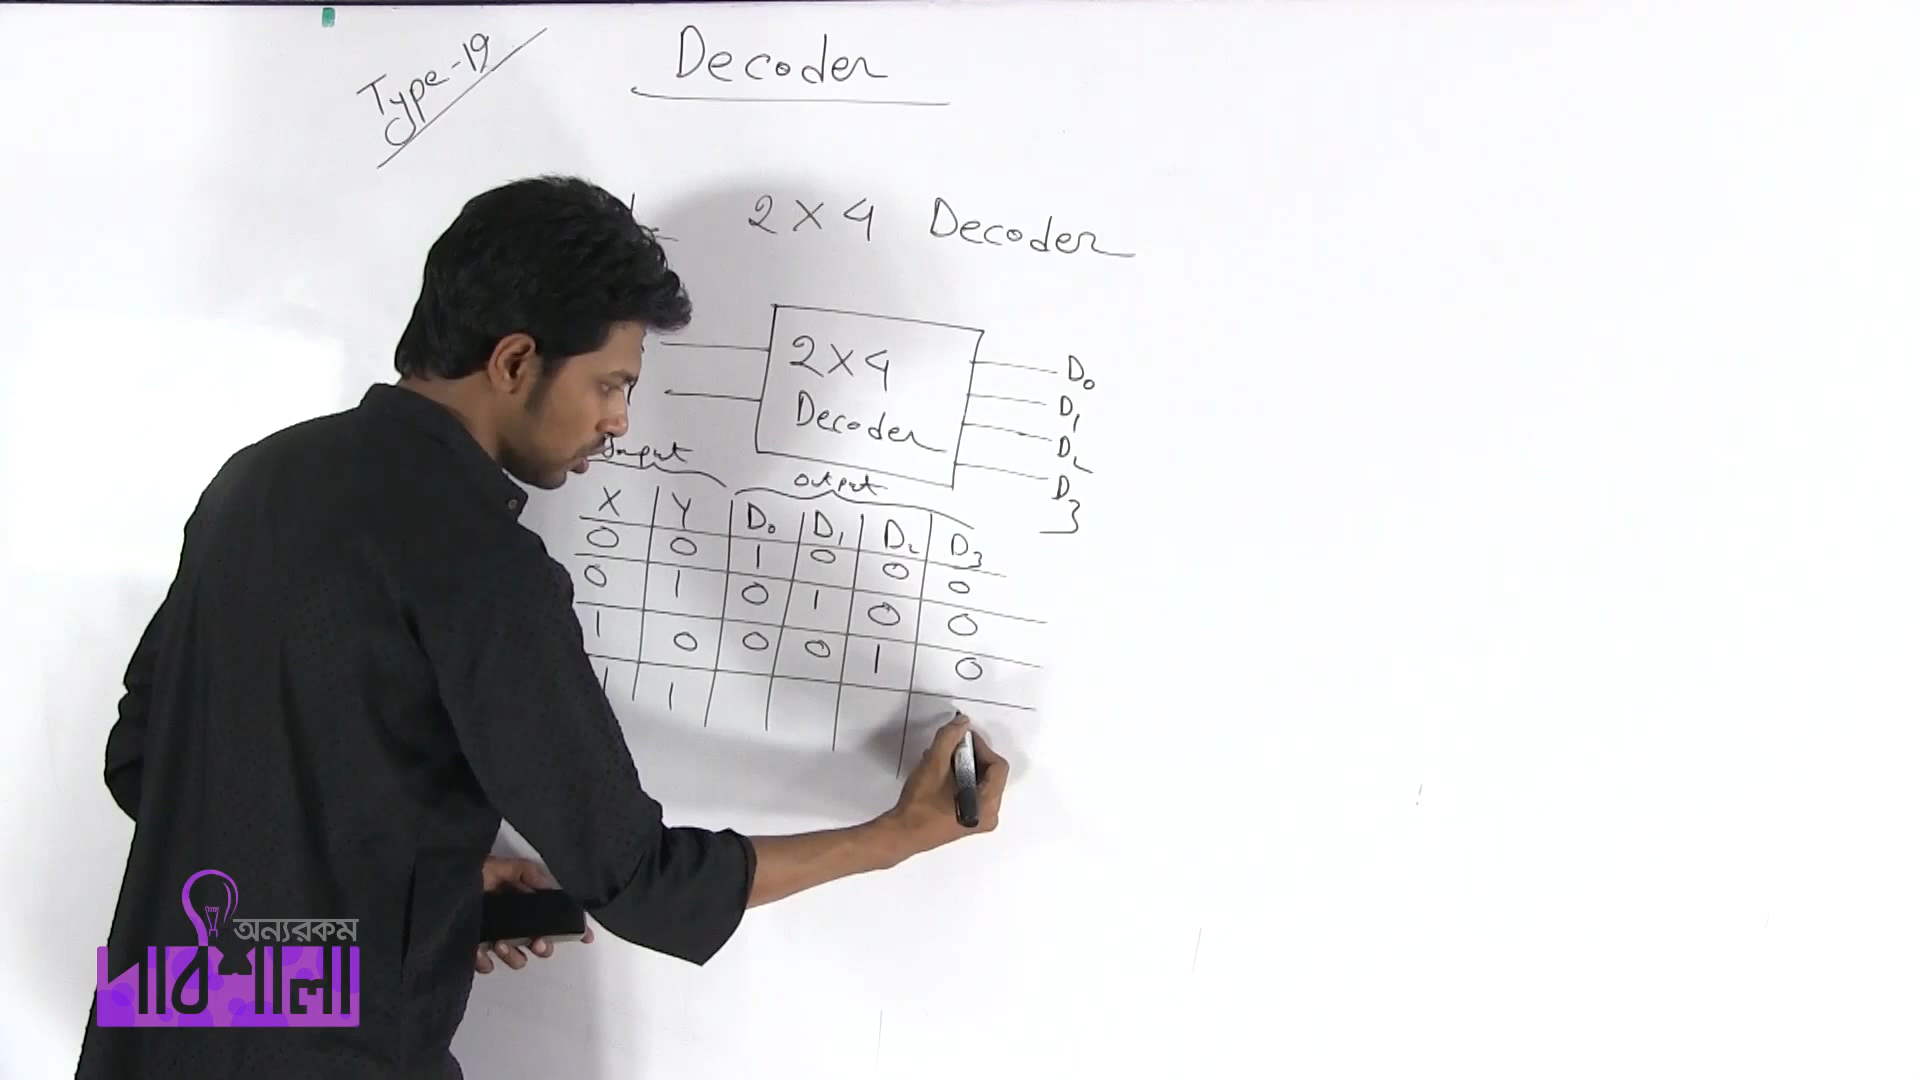 Type-19
Decoder
2 X 4 Decoder
2X4
Decoder
D0
D1
D2
D3
Input
Output
X Y D0 D1 D2 D3
0 0 1 0 0 0
0 1 0 1 0 0
1 0 0 0 1 0
1 1
অন্যরকম
পাঠশালা